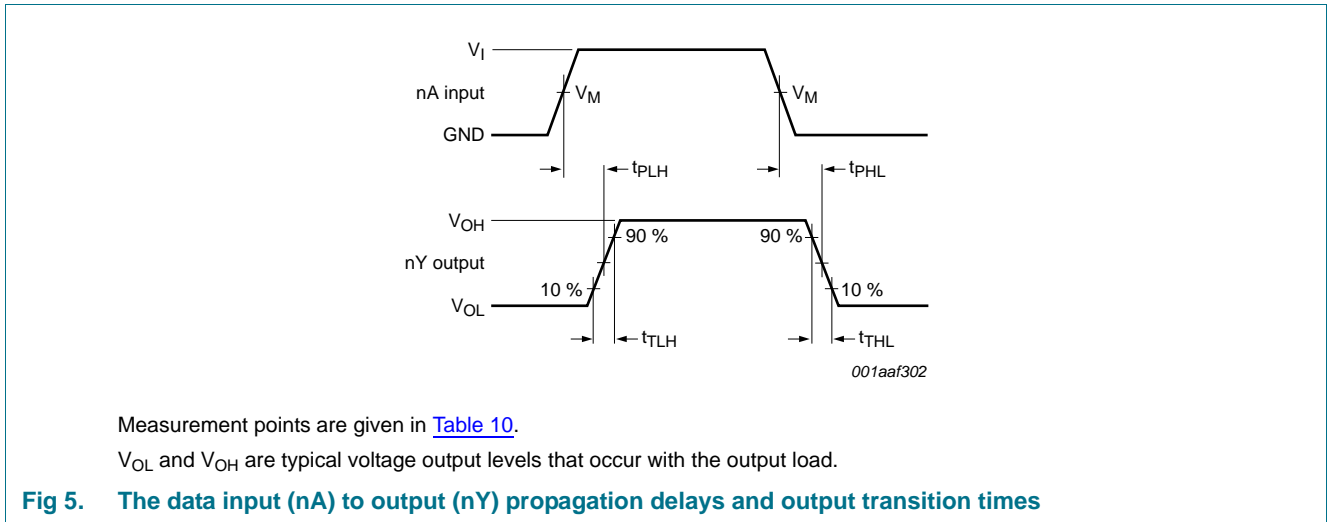 V_I
nA input
V_M
V_M
GND
t_PLH
t_PHL
V_OH
90 %
90 %
nY output
10 %
10 %
V_OL
t_TLH
t_THL
001aaf302
Measurement points are given in Table 10.
V_OL and V_OH are typical voltage output levels that occur with the output load.
Fig 5. The data input (nA) to output (nY) propagation delays and output transition times